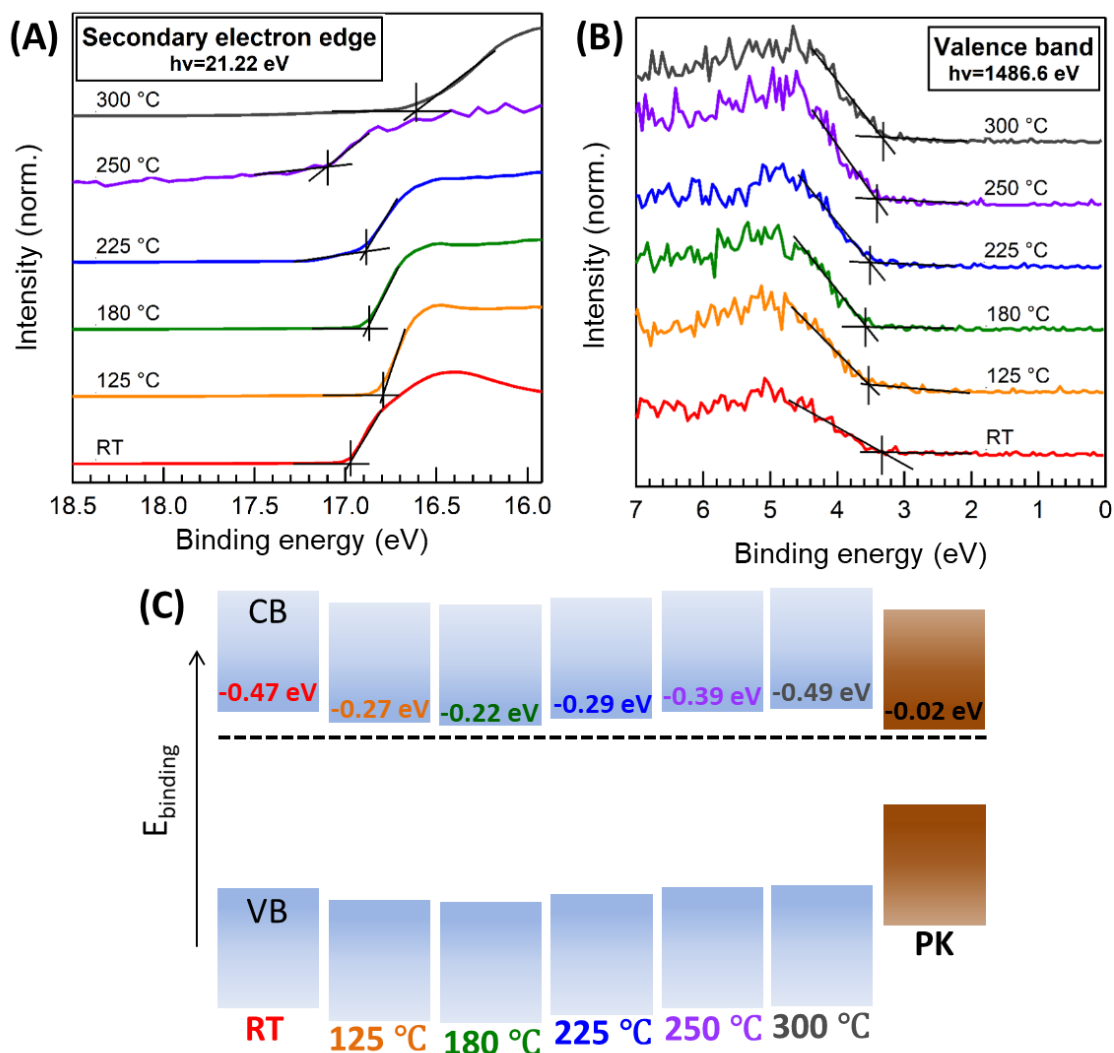 (A)
Secondary electron edge
hν=21.22 eV
300 °C
250 °C
225 °C
180 °C
125 °C
RT
Intensity (norm.)
18.5 18.0 17.5 17.0 16.5 16.0
Binding energy (eV)
(B)
Valence band
hν=1486.6 eV
300 °C
250 °C
225 °C
180 °C
125 °C
RT
Intensity (norm.)
7 6 5 4 3 2 1 0
Binding energy (eV)
(C)
CB
-0.47 eV -0.27 eV -0.22 eV -0.29 eV -0.39 eV -0.49 eV -0.02 eV
Ebinding
VB
PK
RT 125 °C 180 °C 225 °C 250 °C 300 °C